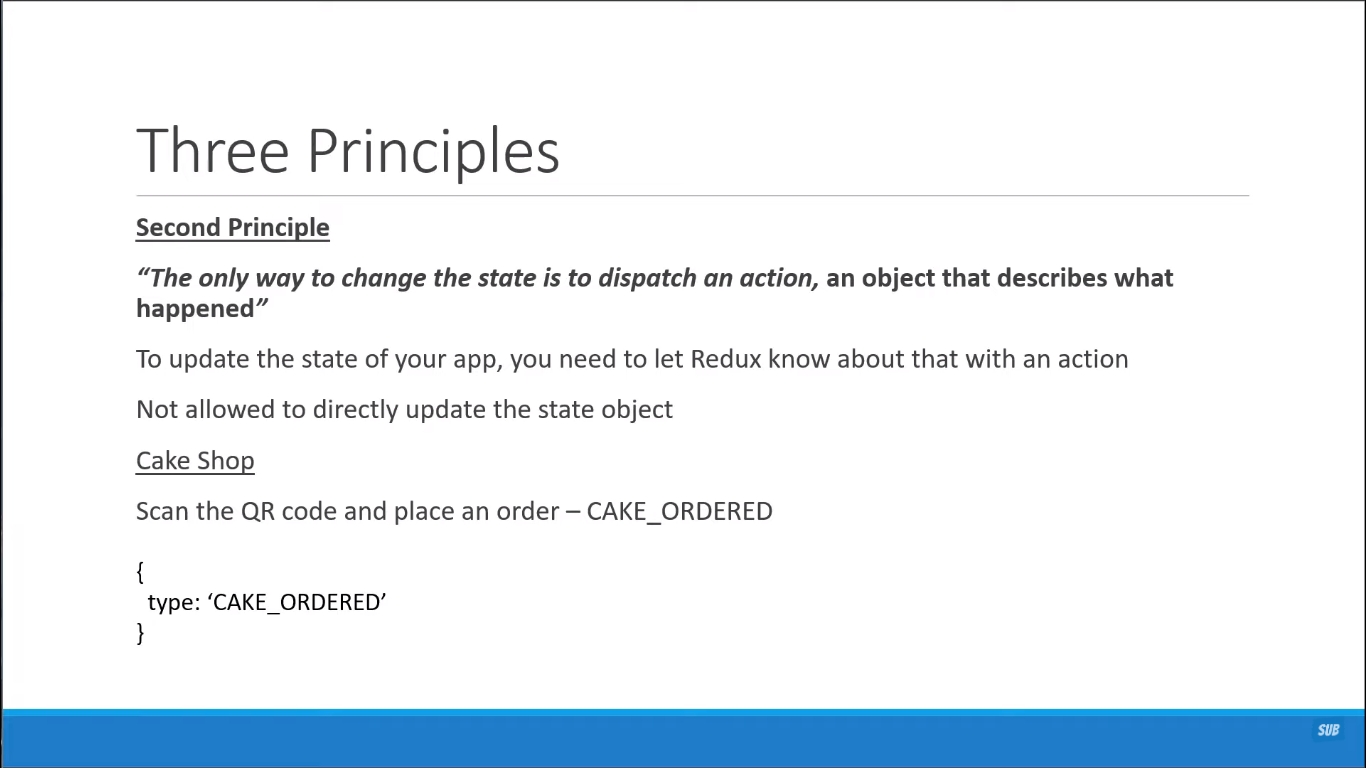 Three Principles
Second Principle
“The only way to change the state is to dispatch an action, an object that describes what
happened”
To update the state of your app, you need to let Redux know about that with an action
Not allowed to directly update the state object
Cake Shop
Scan the QR code and place an order – CAKE_ORDERED
{
type: ‘CAKE_ORDERED’
}
SUB